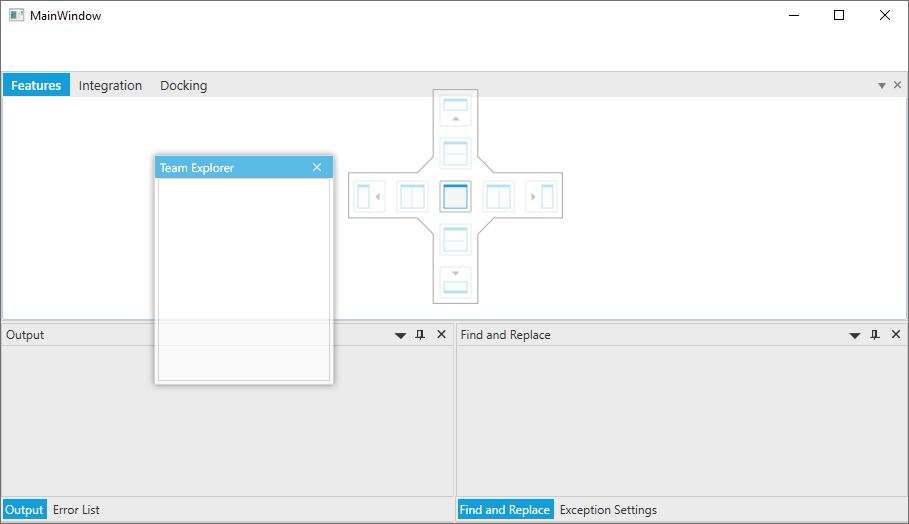 MainWindow
Features Integration Docking
Team Explorer
Output
Find and Replace
Output Error List
Find and Replace Exception Settings